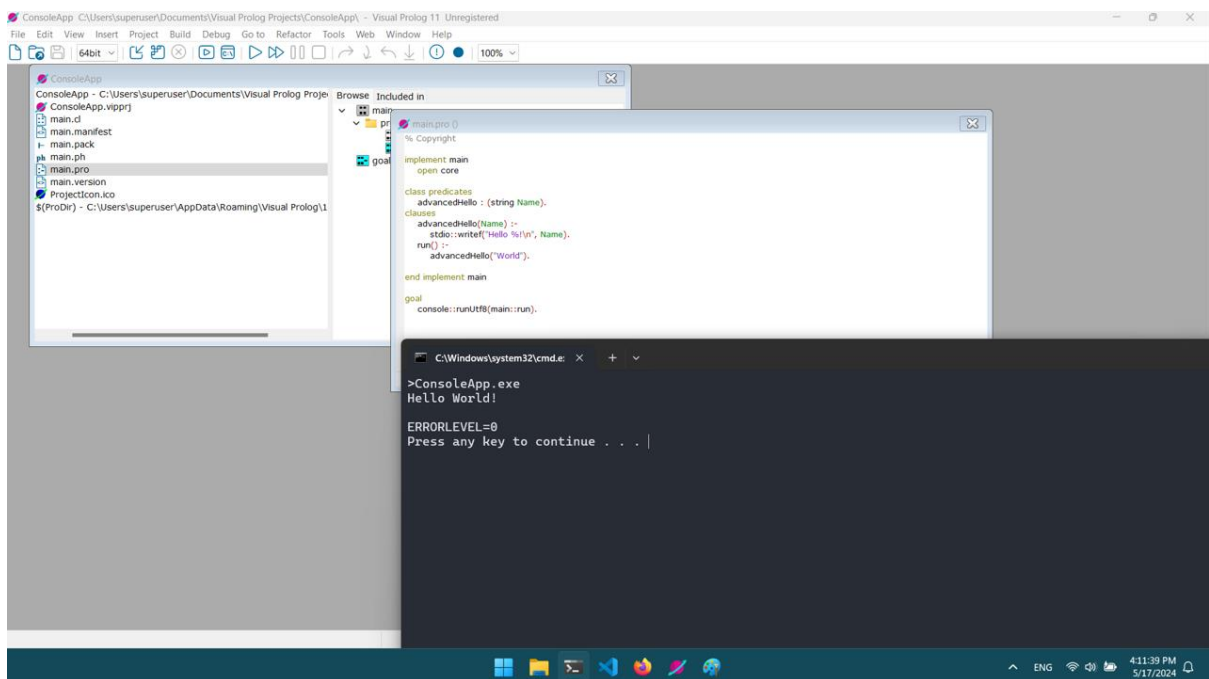 ConsoleApp C:\Users\superuser\Documents\Visual Prolog Projects\ConsoleApp\ - Visual Prolog 11 Unregistered
File Edit View Insert Project Build Debug Go to Refactor Tools Web Window Help
64bit 100%
ConsoleApp
ConsoleApp - C:\Users\superuser\Documents\Visual Prolog Proje
ConsoleApp.vipprj
main.cl
main.manifest
main.pack
main.ph
main.pro
main.version
ProjectIcon.ico
$(ProDir) - C:\Users\superuser\AppData\Roaming\Visual Prolog\1
Browse Included in
main
pr
goal
main.pro ()
% Copyright
implement main
open core
class predicates
advancedHello : (string Name).
clauses
advancedHello(Name) :-
stdio::writef("Hello %!\n", Name).
run() :-
advancedHello("World").
end implement main
goal
console::runUtf8(main::run).
C:\Windows\system32\cmd.e:
>ConsoleApp.exe
Hello World!
ERRORLEVEL=0
Press any key to continue . . .
ENG
4:11:39 PM
5/17/2024